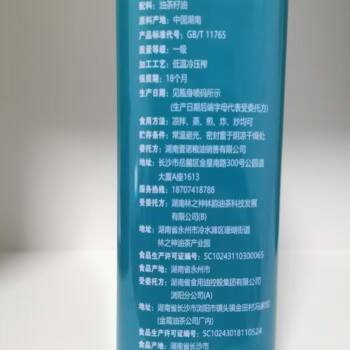 配料：油茶籽油
原料产地：中国湖南
产品标准代号：GB/T 11765
质量等级：一级
加工工艺：低温冷压榨
保质期：18个月
生产日期：见瓶身喷码所示
(生产日期后端字母代表受委托方)
食用方法：凉拌、蒸、煎、炸、炒均可
贮存条件：常温避光，密封置于阴凉干燥处
委托方：湖南壹诺粮油销售有限公司
地址：长沙市岳麓区金星南路300号公园道
大厦A座1613
服务热线：18707418788
受委托方：湖南林之神林韵油茶科技发展
有限公司(B)
地址：湖南省永州市冷水滩区珊瑚街道
林之神油茶产业园
食品生产许可证编号：SC10243110300065
食品生产地：湖南省永州市
受委托方：湖南省食用油控股集团有限公司
浏阳分公司(A)
地址：湖南省长沙市浏阳市镇头镇金田村
(金霞油茶公司厂内)
食品生产许可证编号：SC10243018110524
食品生产地：湖南省长沙市